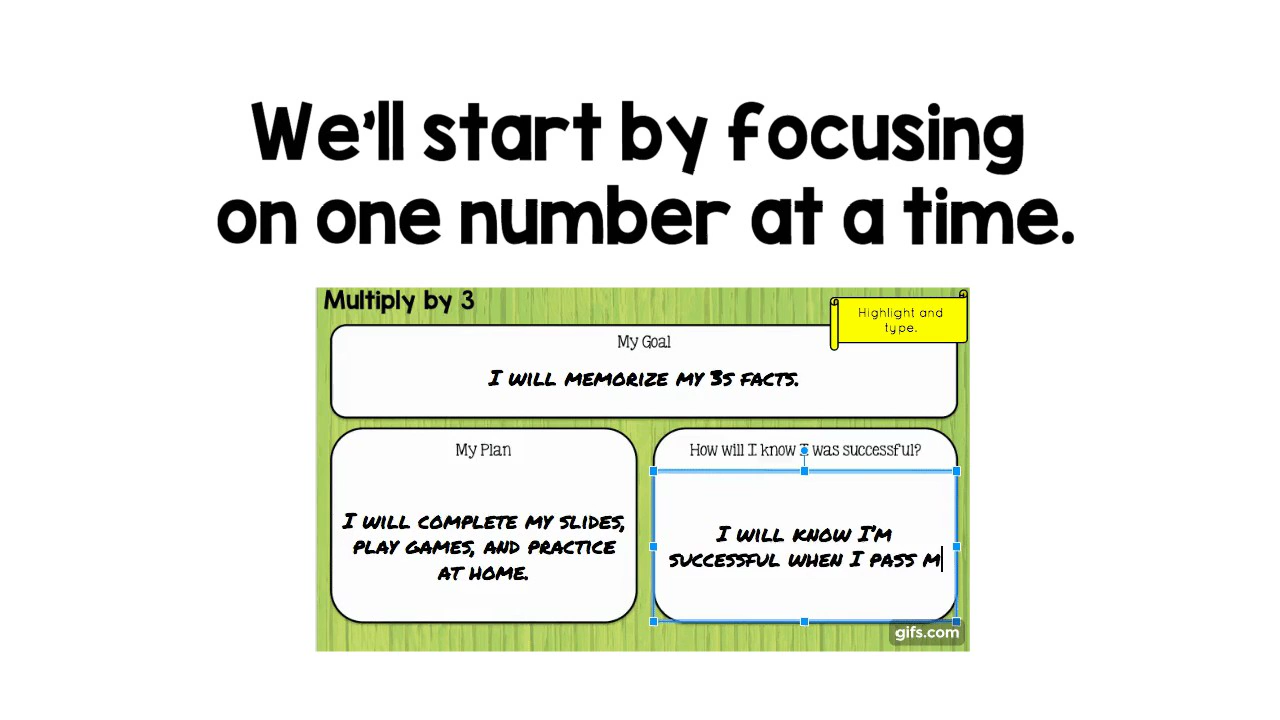 We'll start by focusing
on one number at a time.
Multiply by 3
Highlight and
type.
My Goal
I will memorize my 3s facts.
My Plan
I will complete my slides,
play games, and practice
at home.
How will I know I was successful?
I will know I'm
successful when I pass m
gifs.com